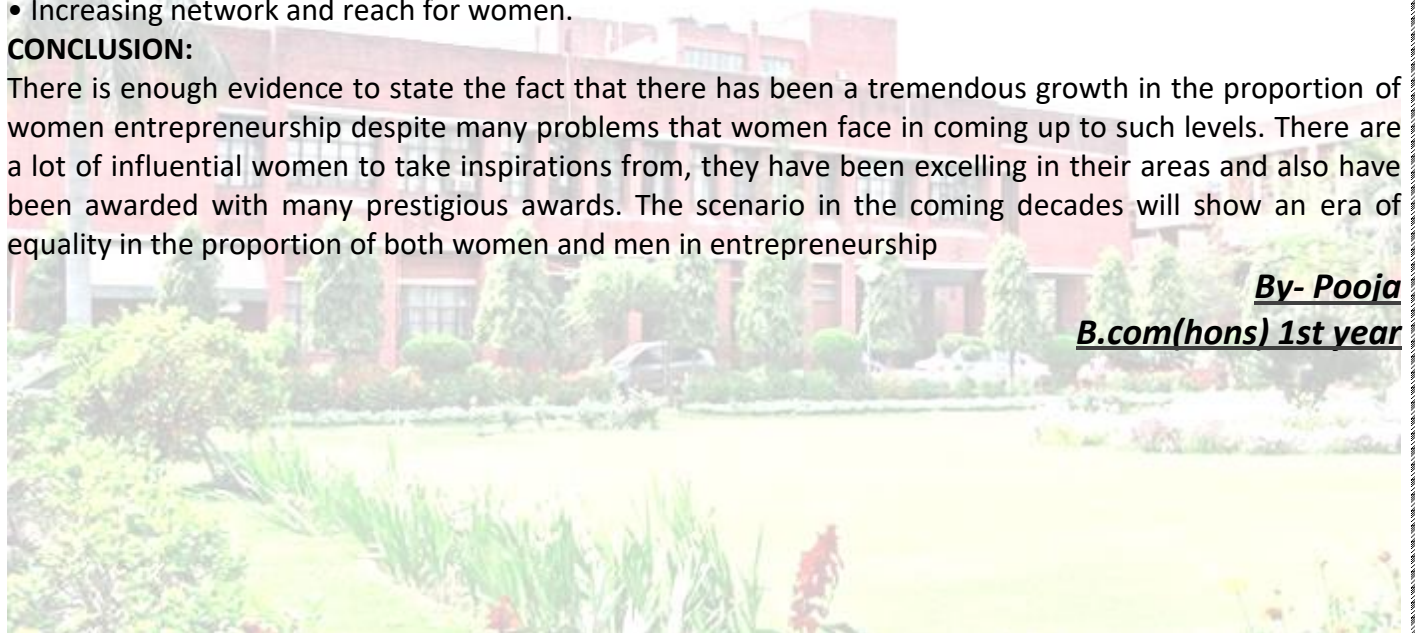 • Increasing network and reach for women.
CONCLUSION:
There is enough evidence to state the fact that there has been a tremendous growth in the proportion of
women entrepreneurship despite many problems that women face in coming up to such levels. There are
a lot of influential women to take inspirations from, they have been excelling in their areas and also have
been awarded with many prestigious awards. The scenario in the coming decades will show an era of
equality in the proportion of both women and men in entrepreneurship
By- Pooja
B.com(hons) 1st year